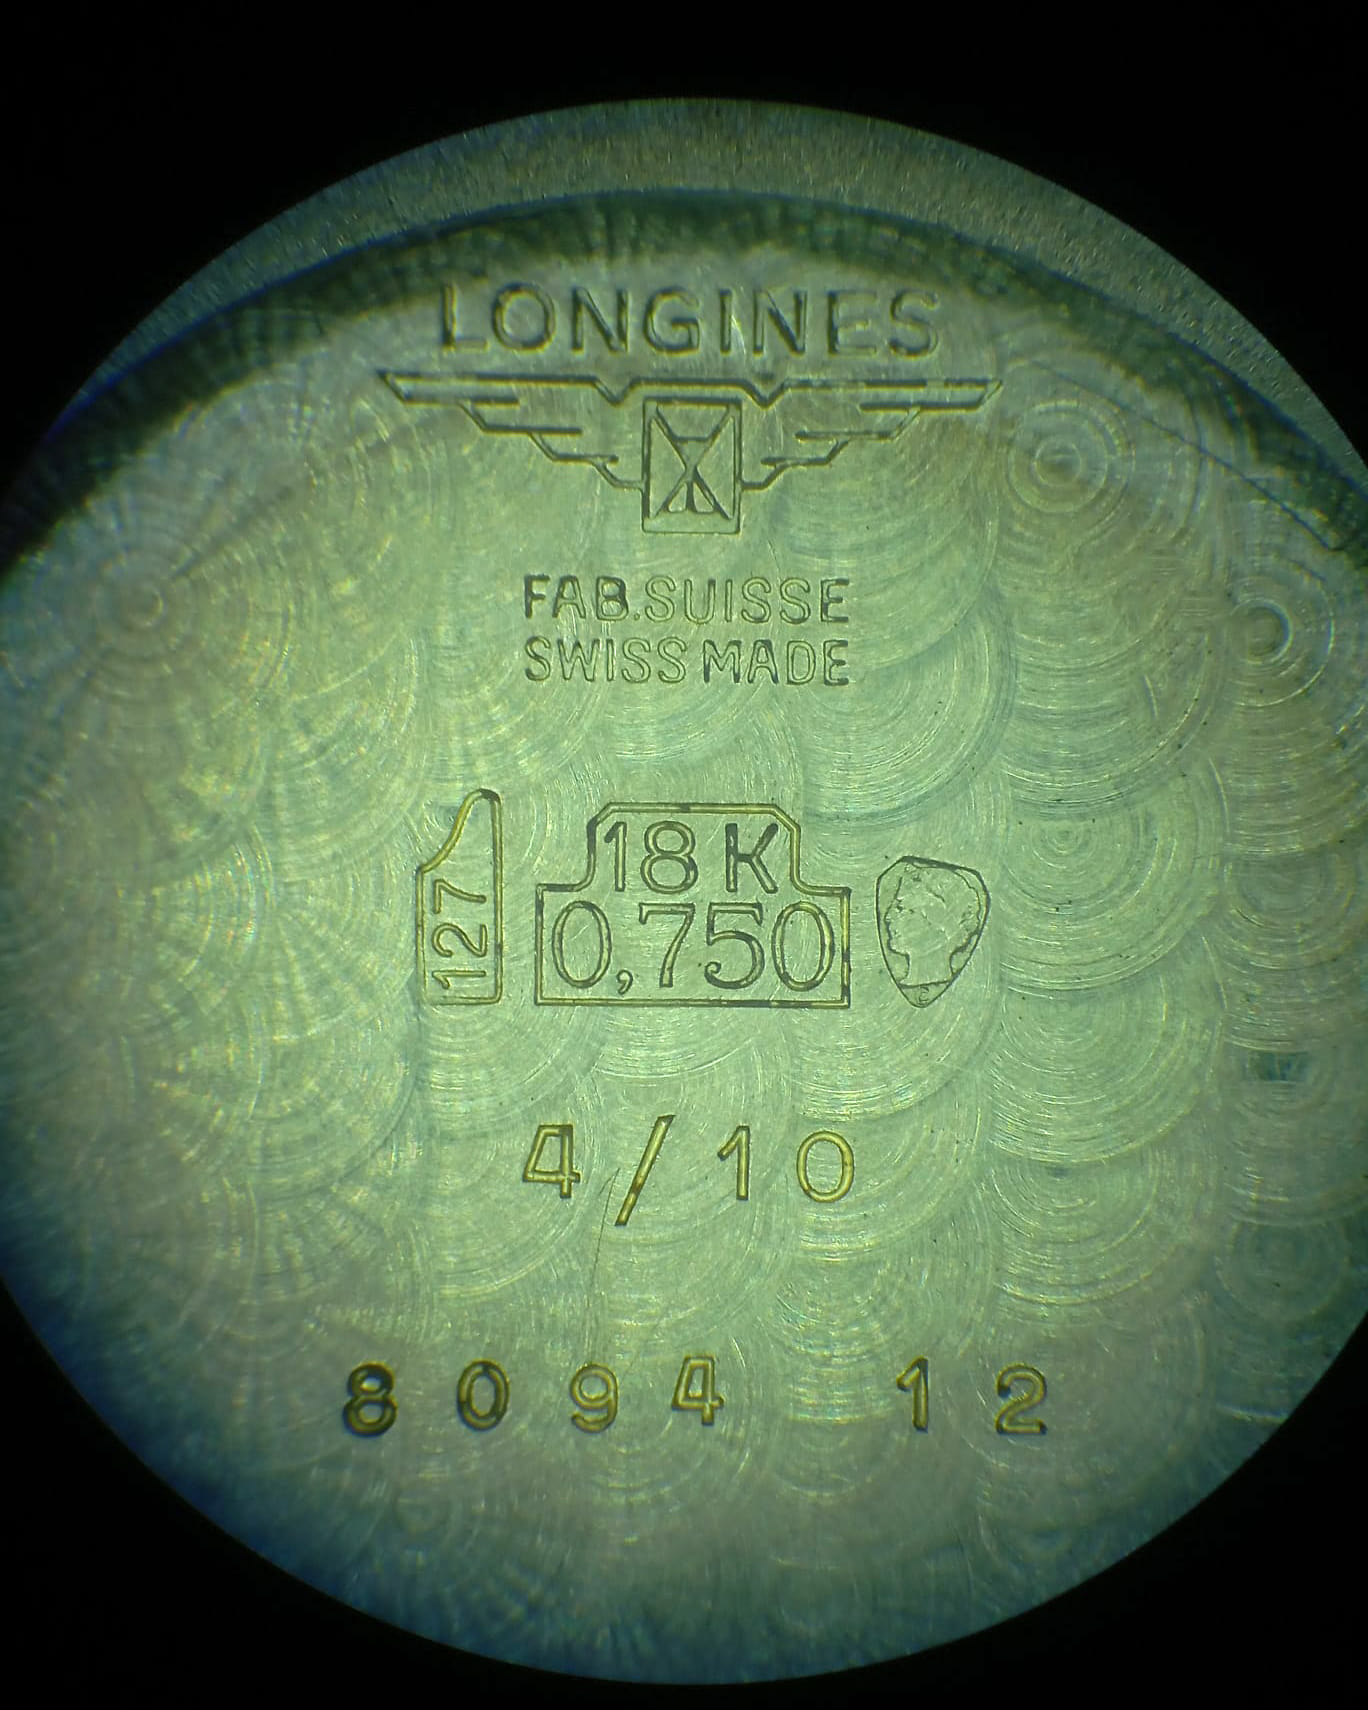 LONGINES
FAB.SUISSE
SWISS MADE
127
18 K
0,750
4/10
8094 12